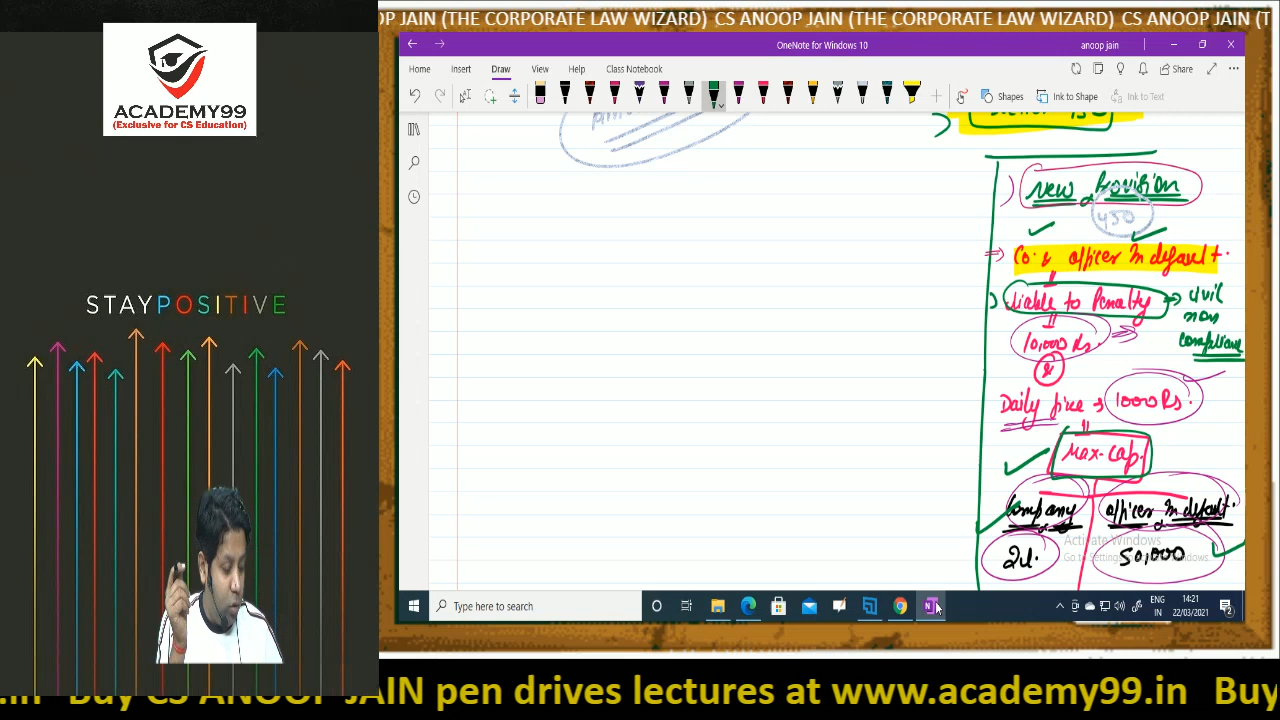 OP JAIN (THE CORPORATE LAW WIZARD) CS ANOOP JAIN (THE CORPORATE LAW WIZARD) CS ANOOP JAIN (T
ACADEMY99
(Exclusive for CS Education)
STAYPOSITIVE
OneNote for Windows 10
anoop jain
Home
Insert
Draw
View
Help
Class Notebook
Share
Shapes
Ink to Shape
Ink to Text
New Provision
450
Co. & officer in default.
Liable to Penalty → civil
non
compliance
10,000 Rs.
&
Daily fine → 1000 Rs.
Max. Cap.
Company
officer in default.
2L.
50,000
Activate Windows
Go to Settings
Type here to search
ENG
IN
14:21
22/03/2021
2
.in Buy CS ANOOP JAIN pen drives lectures at www.academy99.in Buy